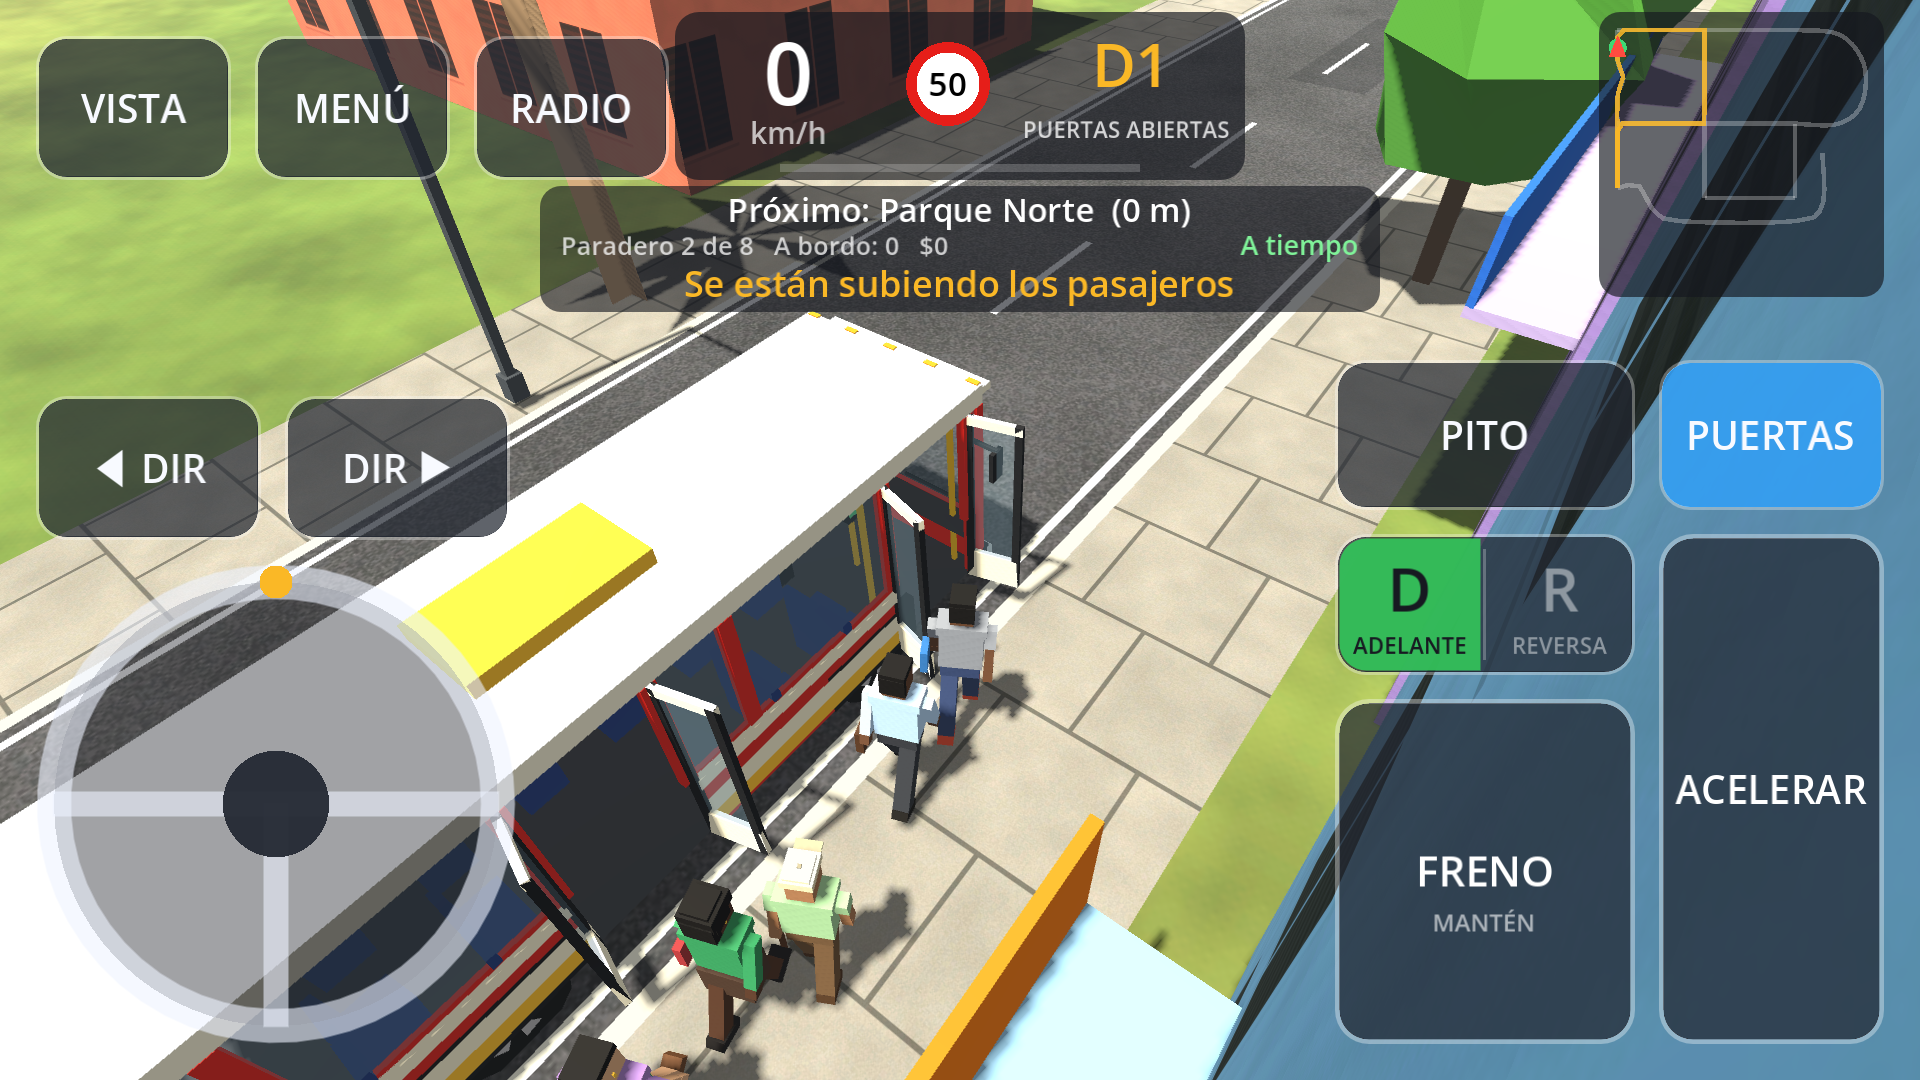 VISTA
MENÚ
RADIO
0
km/h
50
D1
PUERTAS ABIERTAS
Próximo: Parque Norte (0 m)
Paradero 2 de 8 A bordo: 0 $0
A tiempo
Se están subiendo los pasajeros
◀ DIR
DIR ▶
PITO
PUERTAS
D
ADELANTE
R
REVERSA
FRENO
MANTÉN
ACELERAR